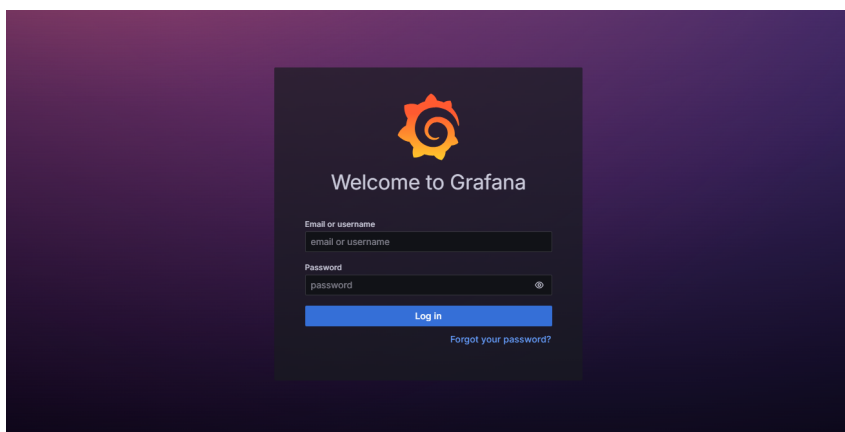 Welcome to Grafana
Email or username
email or username
Password
password
Log in
Forgot your password?